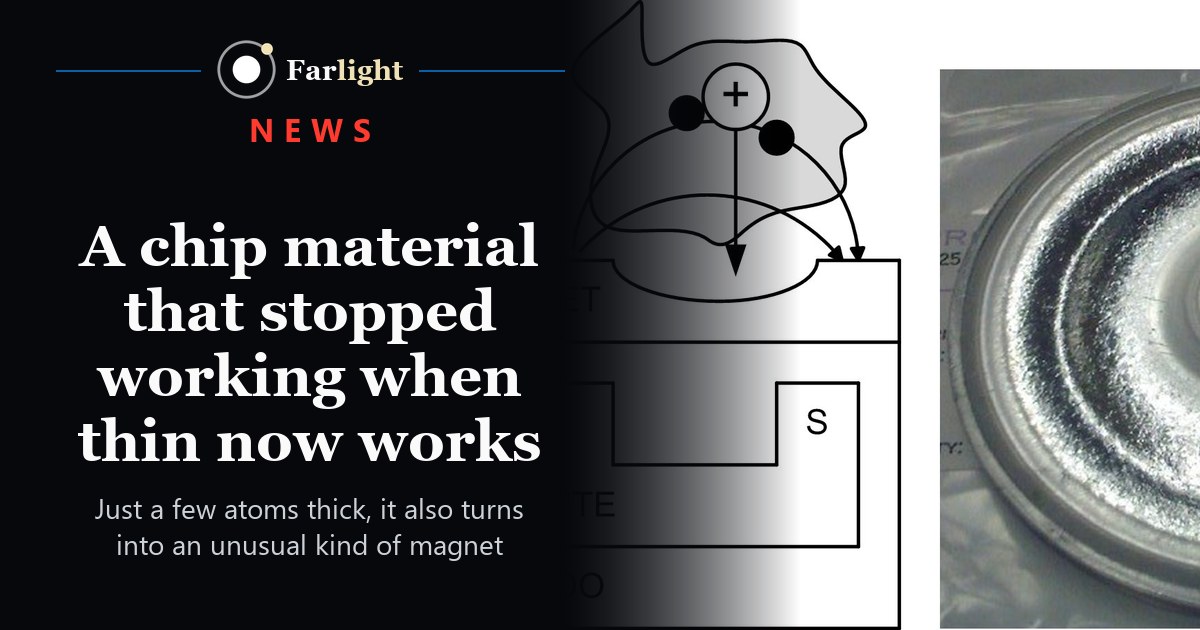 Farlight
NEWS
A chip material
that stopped
working when
thin now works
Just a few atoms thick, it also turns
into an unusual kind of magnet
+
S
25